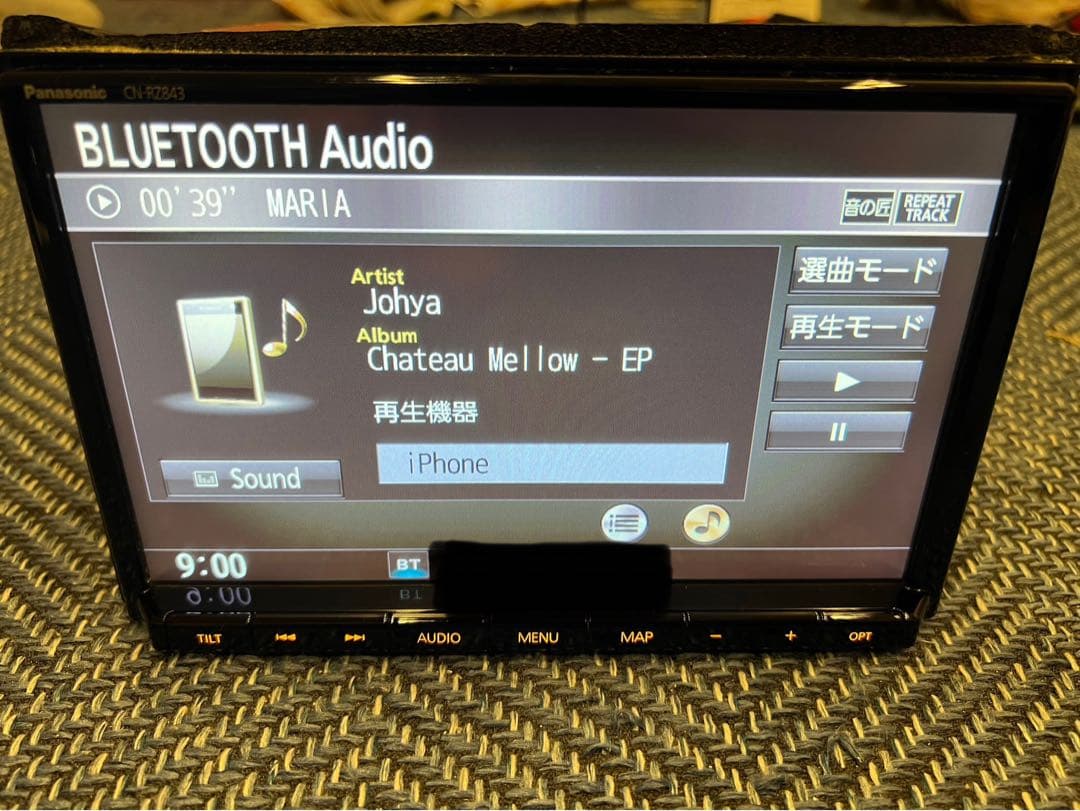 Panasonic CN-RZ843
BLUETOOTH Audio
00'39" MARIA
音の匠 REPEAT TRACK
Artist
Johya
Album
Chateau Mellow - EP
再生機器
iPhone
Sound
選曲モード
再生モード
9:00 BT
TILT AUDIO MENU MAP - + OPT